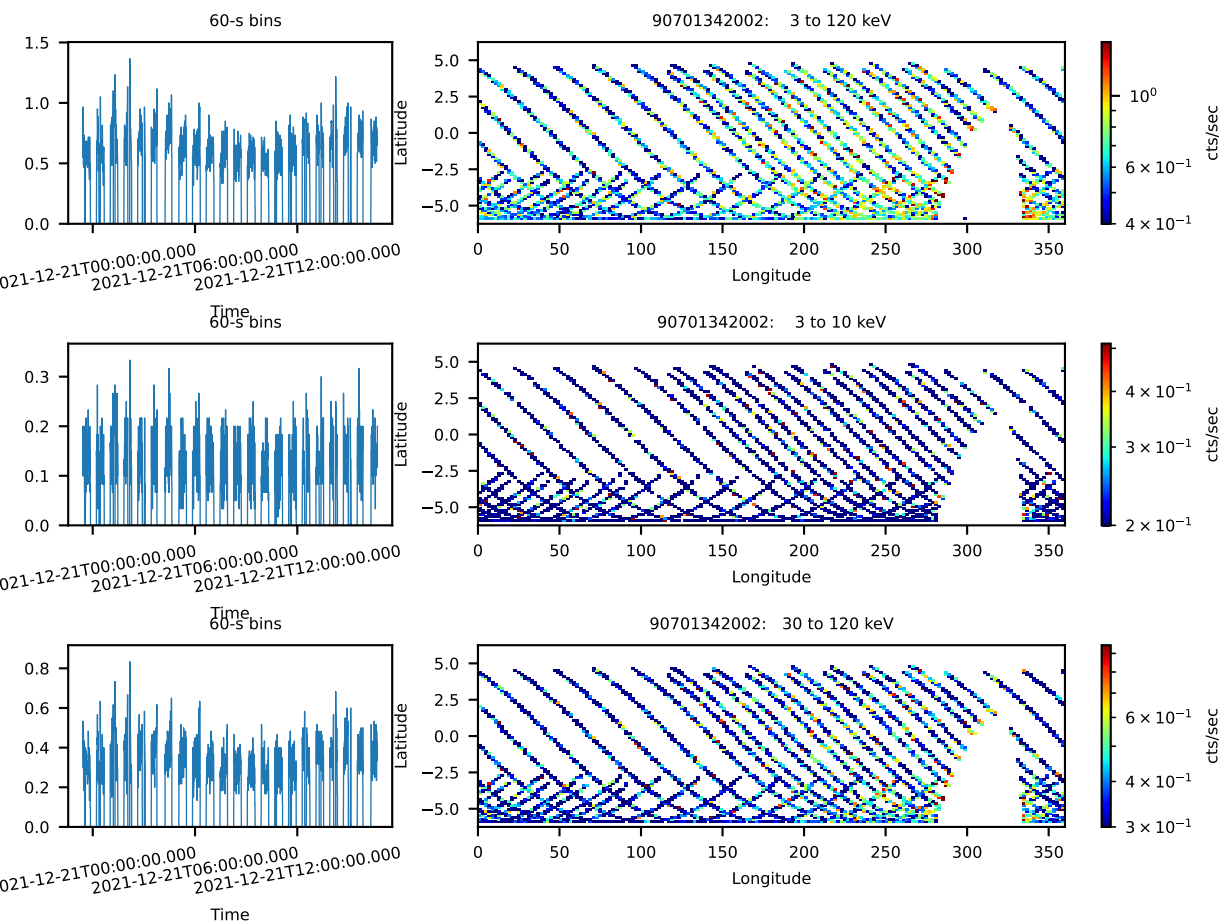 60-s bins
90701342002:    3 to 120 keV
1.5
1.0
0.5
0.0
Latitude
5.0
2.5
0.0
−2.5
−5.0
10⁰
6 × 10⁻¹
4 × 10⁻¹
cts/sec
0 50 100 150 200 250 300 350
Longitude
021-12-21T00:00:00.000
2021-12-21T06:00:00.000
2021-12-21T12:00:00.000
Time
60-s bins
90701342002:    3 to 10 keV
0.3
0.2
0.1
0.0
Latitude
5.0
2.5
0.0
−2.5
−5.0
4 × 10⁻¹
3 × 10⁻¹
2 × 10⁻¹
cts/sec
0 50 100 150 200 250 300 350
Longitude
021-12-21T00:00:00.000
2021-12-21T06:00:00.000
2021-12-21T12:00:00.000
Time
60-s bins
90701342002:   30 to 120 keV
0.8
0.6
0.4
0.2
0.0
Latitude
5.0
2.5
0.0
−2.5
−5.0
6 × 10⁻¹
4 × 10⁻¹
3 × 10⁻¹
cts/sec
0 50 100 150 200 250 300 350
Longitude
021-12-21T00:00:00.000
2021-12-21T06:00:00.000
2021-12-21T12:00:00.000
Time